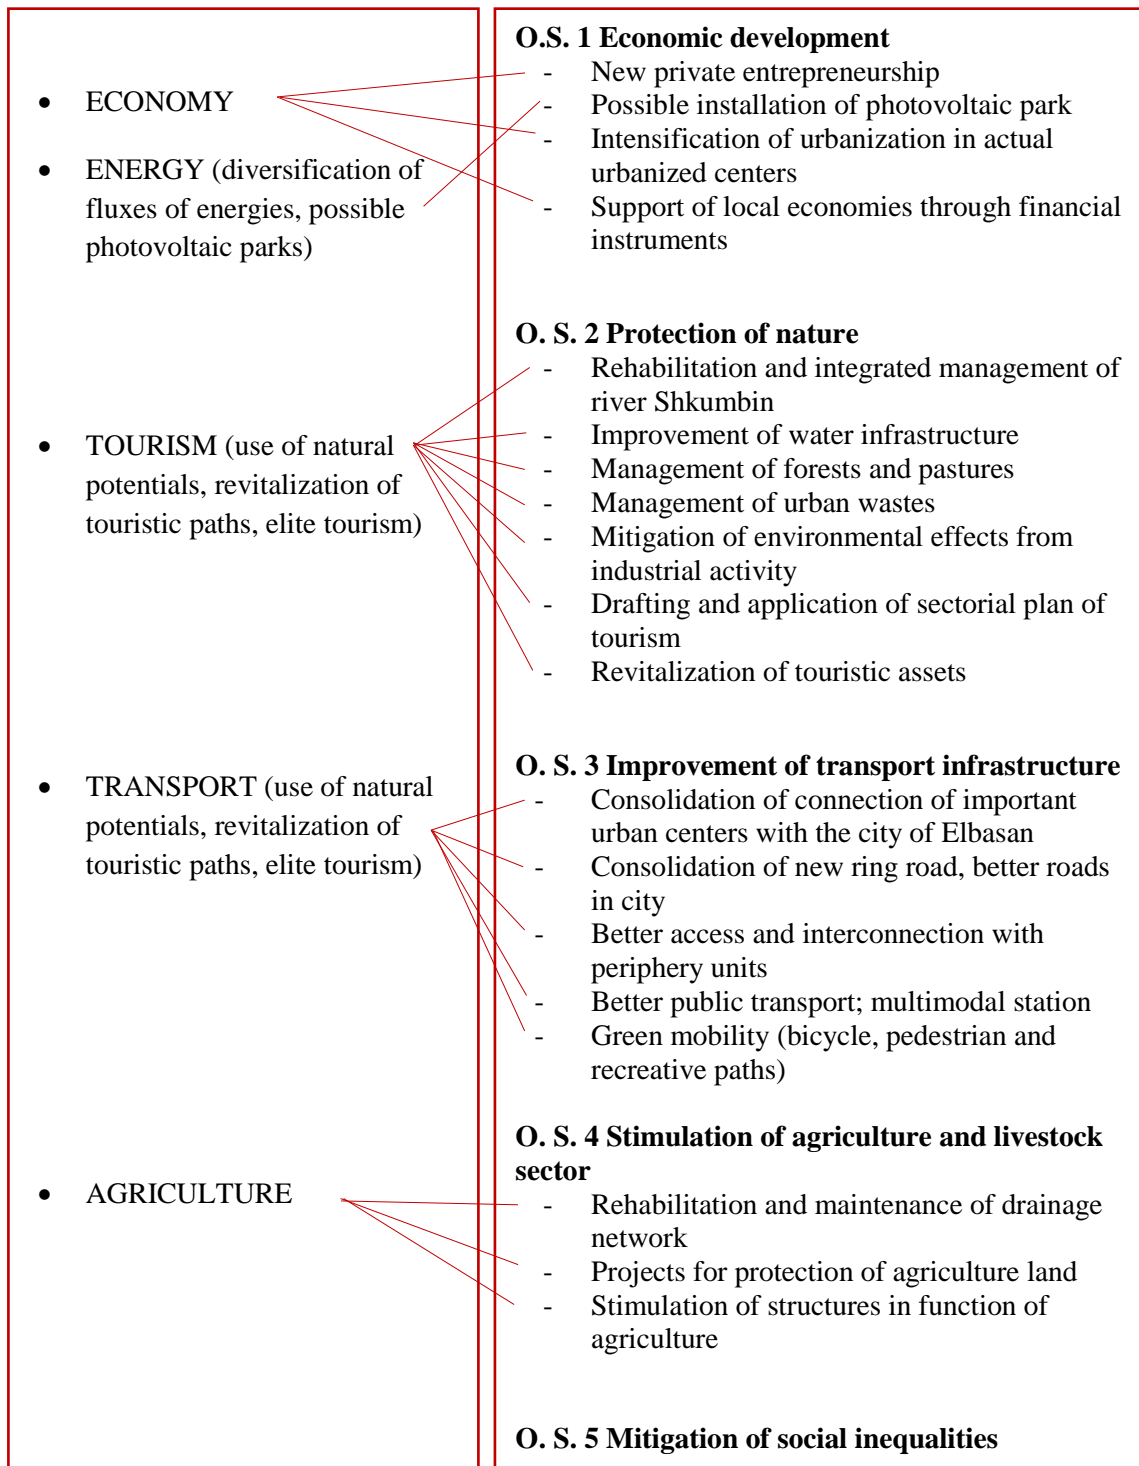 • ECONOMY
• ENERGY (diversification of
fluxes of energies, possible
photovoltaic parks)
• TOURISM (use of natural
potentials, revitalization of
touristic paths, elite tourism)
• TRANSPORT (use of natural
potentials, revitalization of
touristic paths, elite tourism)
• AGRICULTURE
O.S. 1 Economic development
- New private entrepreneurship
- Possible installation of photovoltaic park
- Intensification of urbanization in actual
urbanized centers
- Support of local economies through financial
instruments
O. S. 2 Protection of nature
- Rehabilitation and integrated management of
river Shkumbin
- Improvement of water infrastructure
- Management of forests and pastures
- Management of urban wastes
- Mitigation of environmental effects from
industrial activity
- Drafting and application of sectorial plan of
tourism
- Revitalization of touristic assets
O. S. 3 Improvement of transport infrastructure
- Consolidation of connection of important
urban centers with the city of Elbasan
- Consolidation of new ring road, better roads
in city
- Better access and interconnection with
periphery units
- Better public transport; multimodal station
- Green mobility (bicycle, pedestrian and
recreative paths)
O. S. 4 Stimulation of agriculture and livestock
sector
- Rehabilitation and maintenance of drainage
network
- Projects for protection of agriculture land
- Stimulation of structures in function of
agriculture
O. S. 5 Mitigation of social inequalities